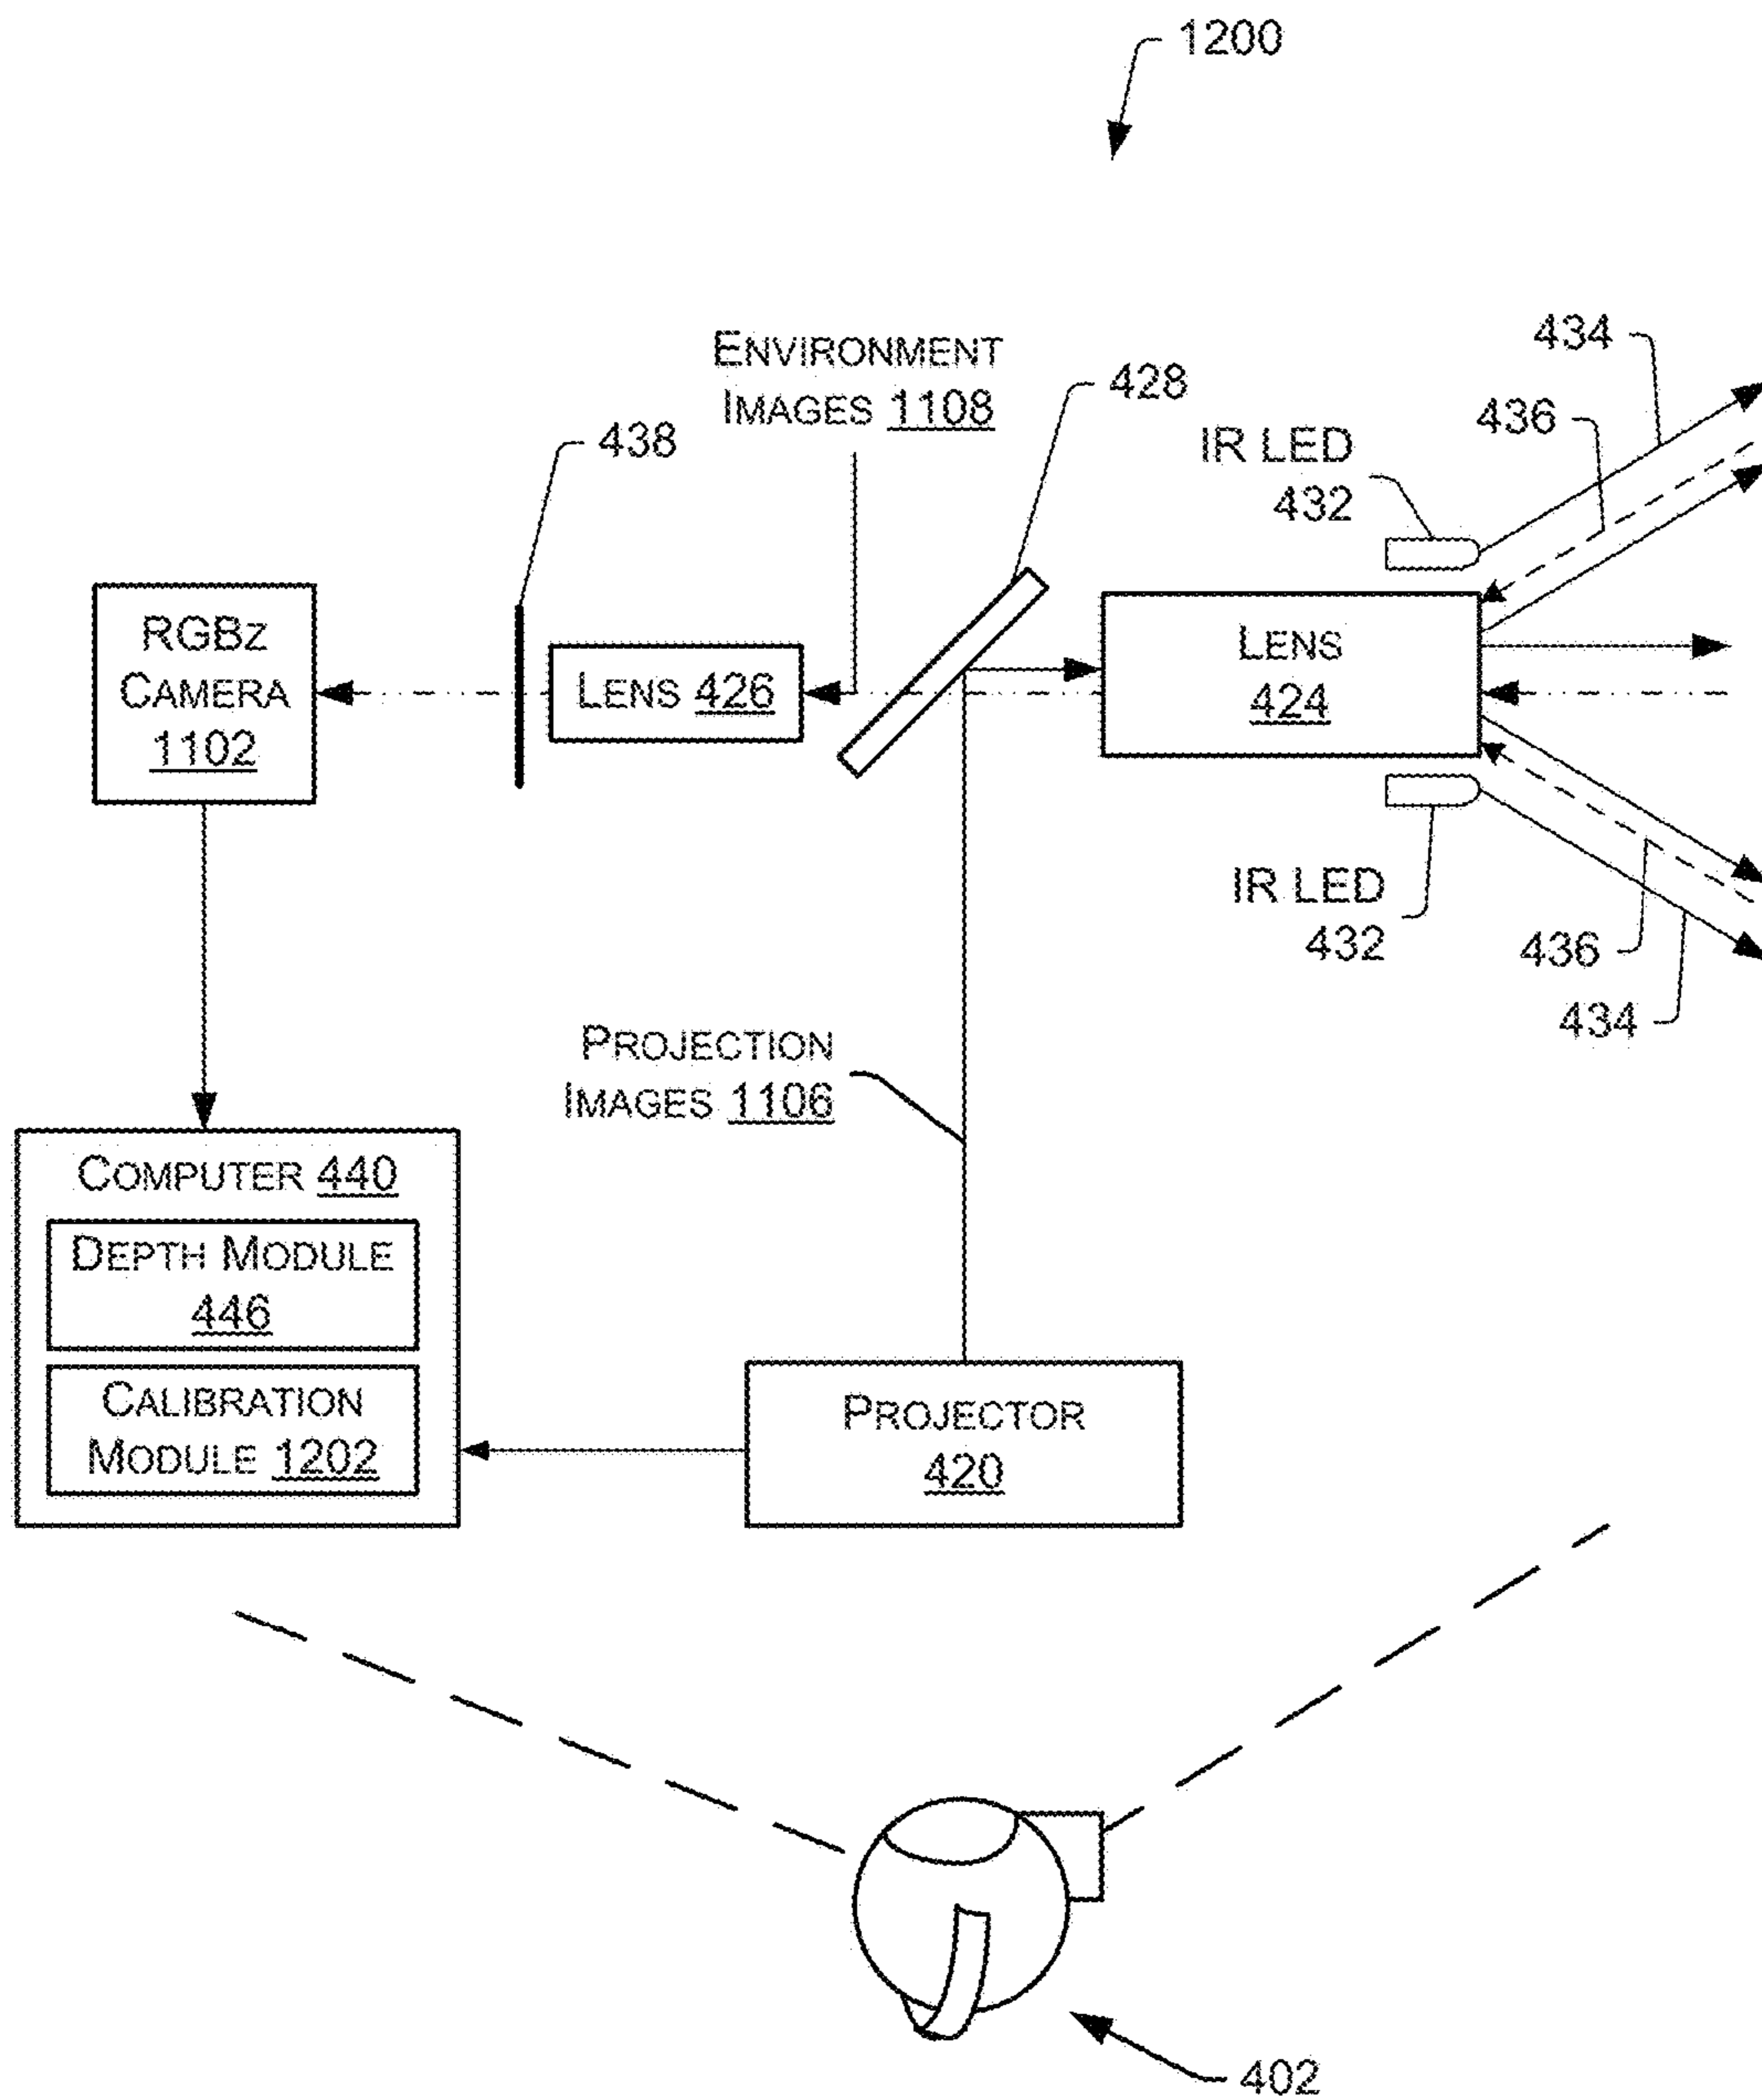 1200
ENVIRONMENT
IMAGES 1108
428
438
434
436
IR LED
432
RGBZ
CAMERA
1102
LENS 426
LENS
424
IR LED
432
436
434
PROJECTION
IMAGES 1106
COMPUTER 440
DEPTH MODULE
446
CALIBRATION
MODULE 1202
PROJECTOR
420
402